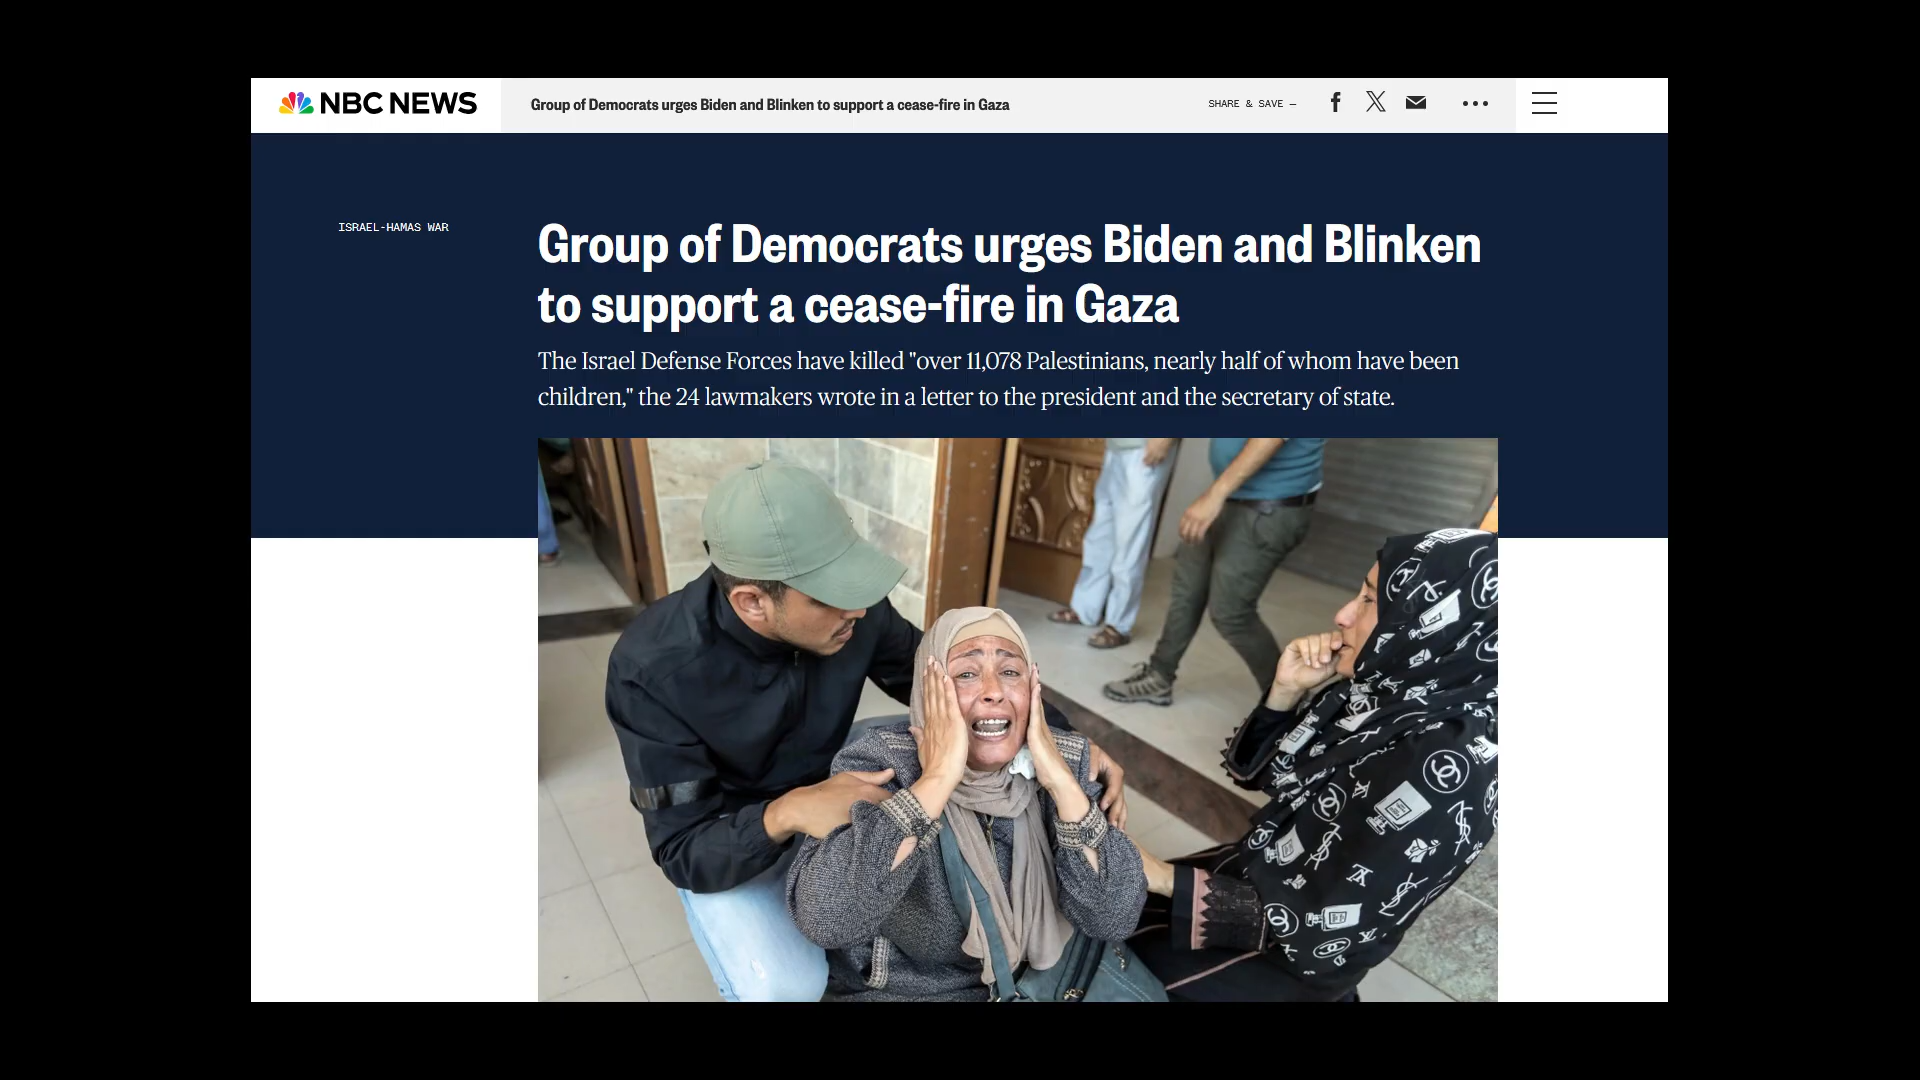 NBC NEWS
Group of Democrats urges Biden and Blinken to support a cease-fire in Gaza
SHARE & SAVE —
ISRAEL-HAMAS WAR
Group of Democrats urges Biden and Blinken
to support a cease-fire in Gaza
The Israel Defense Forces have killed "over 11,078 Palestinians, nearly half of whom have been
children," the 24 lawmakers wrote in a letter to the president and the secretary of state.